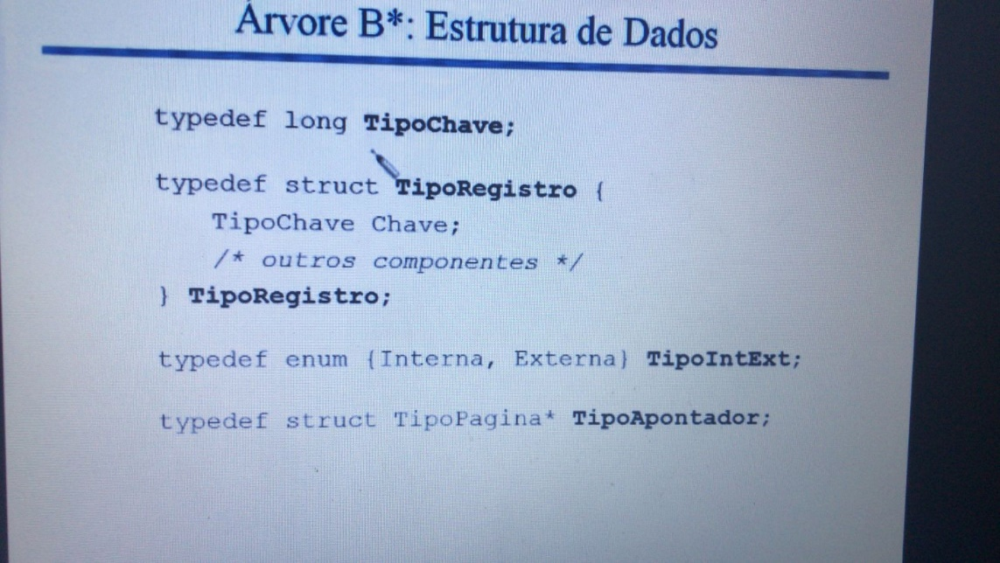 Árvore B*: Estrutura de Dados
typedef long TipoChave;
typedef struct TipoRegistro {
TipoChave Chave;
/* outros componentes */
} TipoRegistro;
typedef enum {Interna, Externa} TipoIntExt;
typedef struct TipoPagina* TipoApontador;